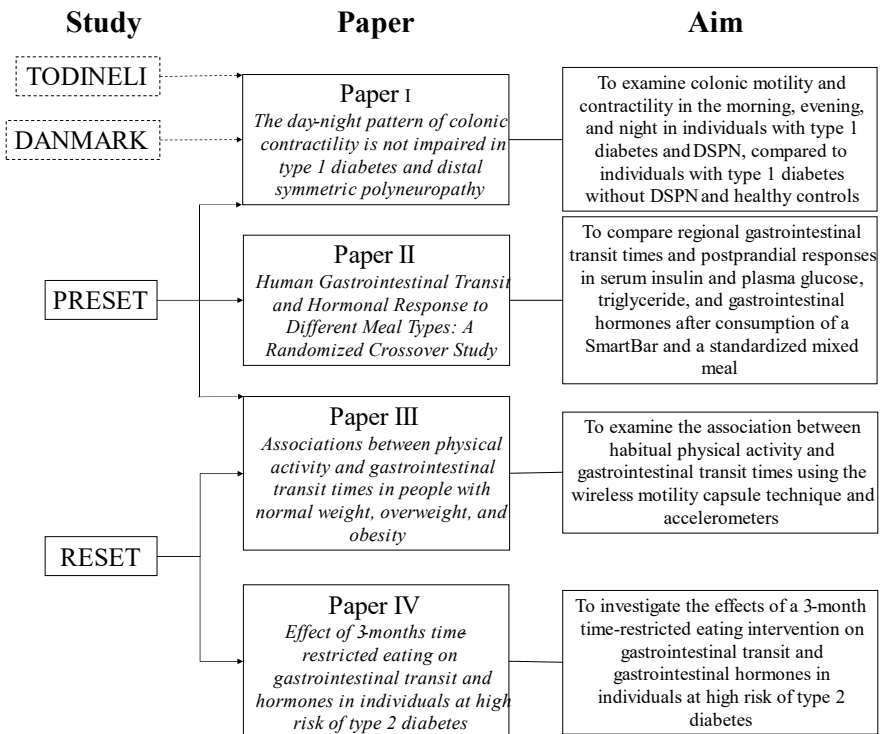 Study
Paper
Aim
TODINELI
DANMARK
PRESET
RESET
Paper I
The day-night pattern of colonic
contractility is not impaired in
type 1 diabetes and distal
symmetric polyneuropathy
To examine colonic motility and
contractility in the morning, evening,
and night in individuals with type 1
diabetes and DSPN, compared to
individuals with type 1 diabetes
without DSPN and healthy controls
Paper II
Human Gastrointestinal Transit
and Hormonal Response to
Different Meal Types: A
Randomized Crossover Study
To compare regional gastrointestinal
transit times and postprandial responses
in serum insulin and plasma glucose,
triglyceride, and gastrointestinal
hormones after consumption of a
SmartBar and a standardized mixed
meal
Paper III
Associations between physical
activity and gastrointestinal
transit times in people with
normal weight, overweight, and
obesity
To examine the association between
habitual physical activity and
gastrointestinal transit times using the
wireless motility capsule technique and
accelerometers
Paper IV
Effect of 3-months time-
restricted eating on
gastrointestinal transit and
hormones in individuals at high
risk of type 2 diabetes
To investigate the effects of a 3-month
time-restricted eating intervention on
gastrointestinal transit and
gastrointestinal hormones in
individuals at high risk of type 2
diabetes